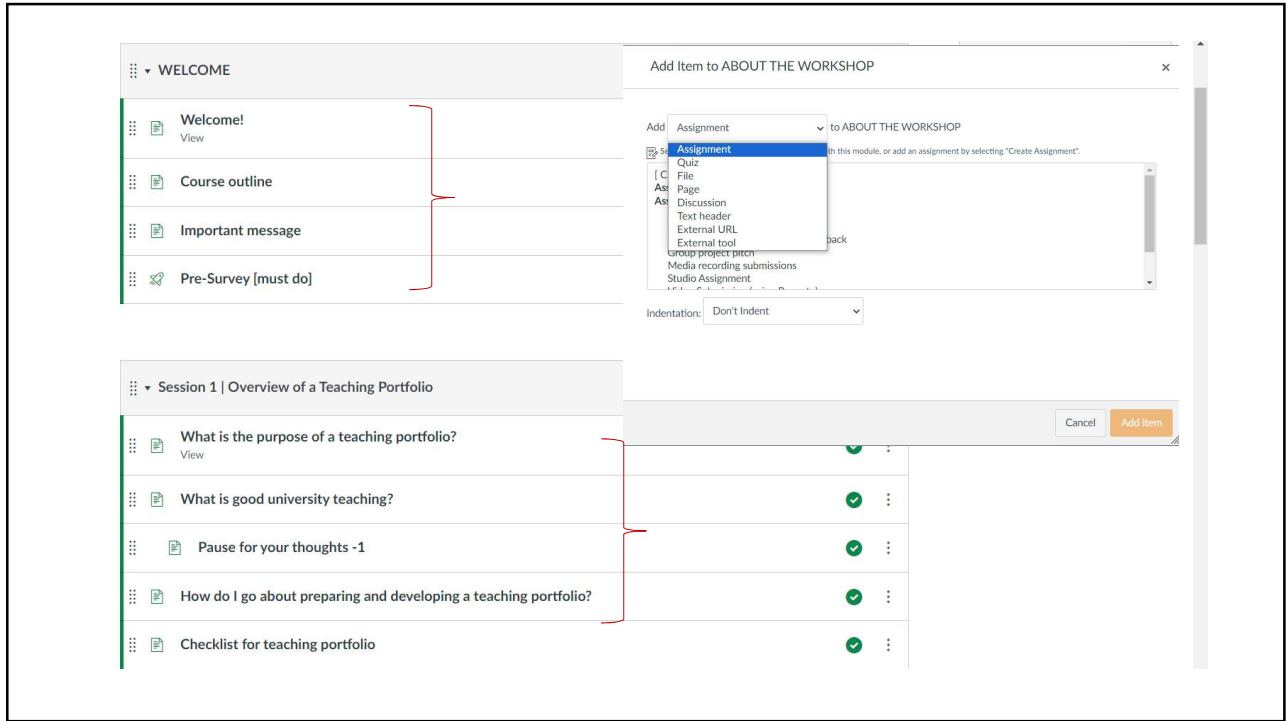 WELCOME
Welcome!
View
Course outline
Important message
Pre-Survey [must do]
Add Item to ABOUT THE WORKSHOP
Add Assignment to ABOUT THE WORKSHOP
th this module, or add an assignment by selecting "Create Assignment".
Assignment
Quiz
File
Page
Discussion
Text header
External URL
External tool
[ C
As
As
back
Group project pitch
Media recording submissions
Studio Assignment
Indentation: Don't Indent
Cancel
Add item
Session 1 | Overview of a Teaching Portfolio
What is the purpose of a teaching portfolio?
View
What is good university teaching?
Pause for your thoughts -1
How do I go about preparing and developing a teaching portfolio?
Checklist for teaching portfolio